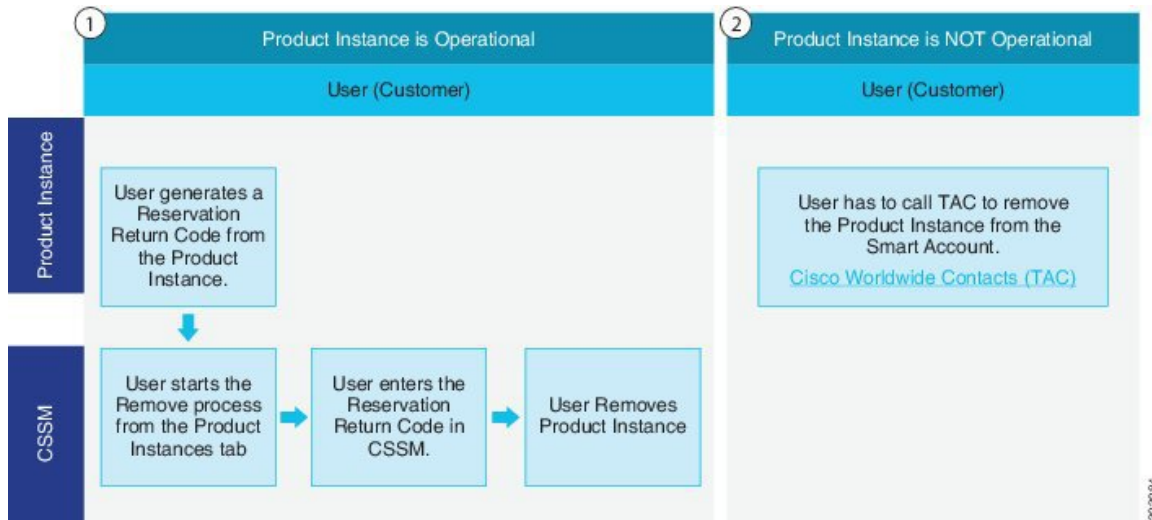 1
Product Instance is Operational
User (Customer)
2
Product Instance is NOT Operational
User (Customer)
Product Instance
User generates a
Reservation
Return Code from
the Product
Instance.
User has to call TAC to remove
the Product Instance from the
Smart Account.
Cisco Worldwide Contacts (TAC)
CSSM
User starts the
Remove process
from the Product
Instances tab
User enters the
Reservation
Return Code in
CSSM.
User Removes
Product Instance